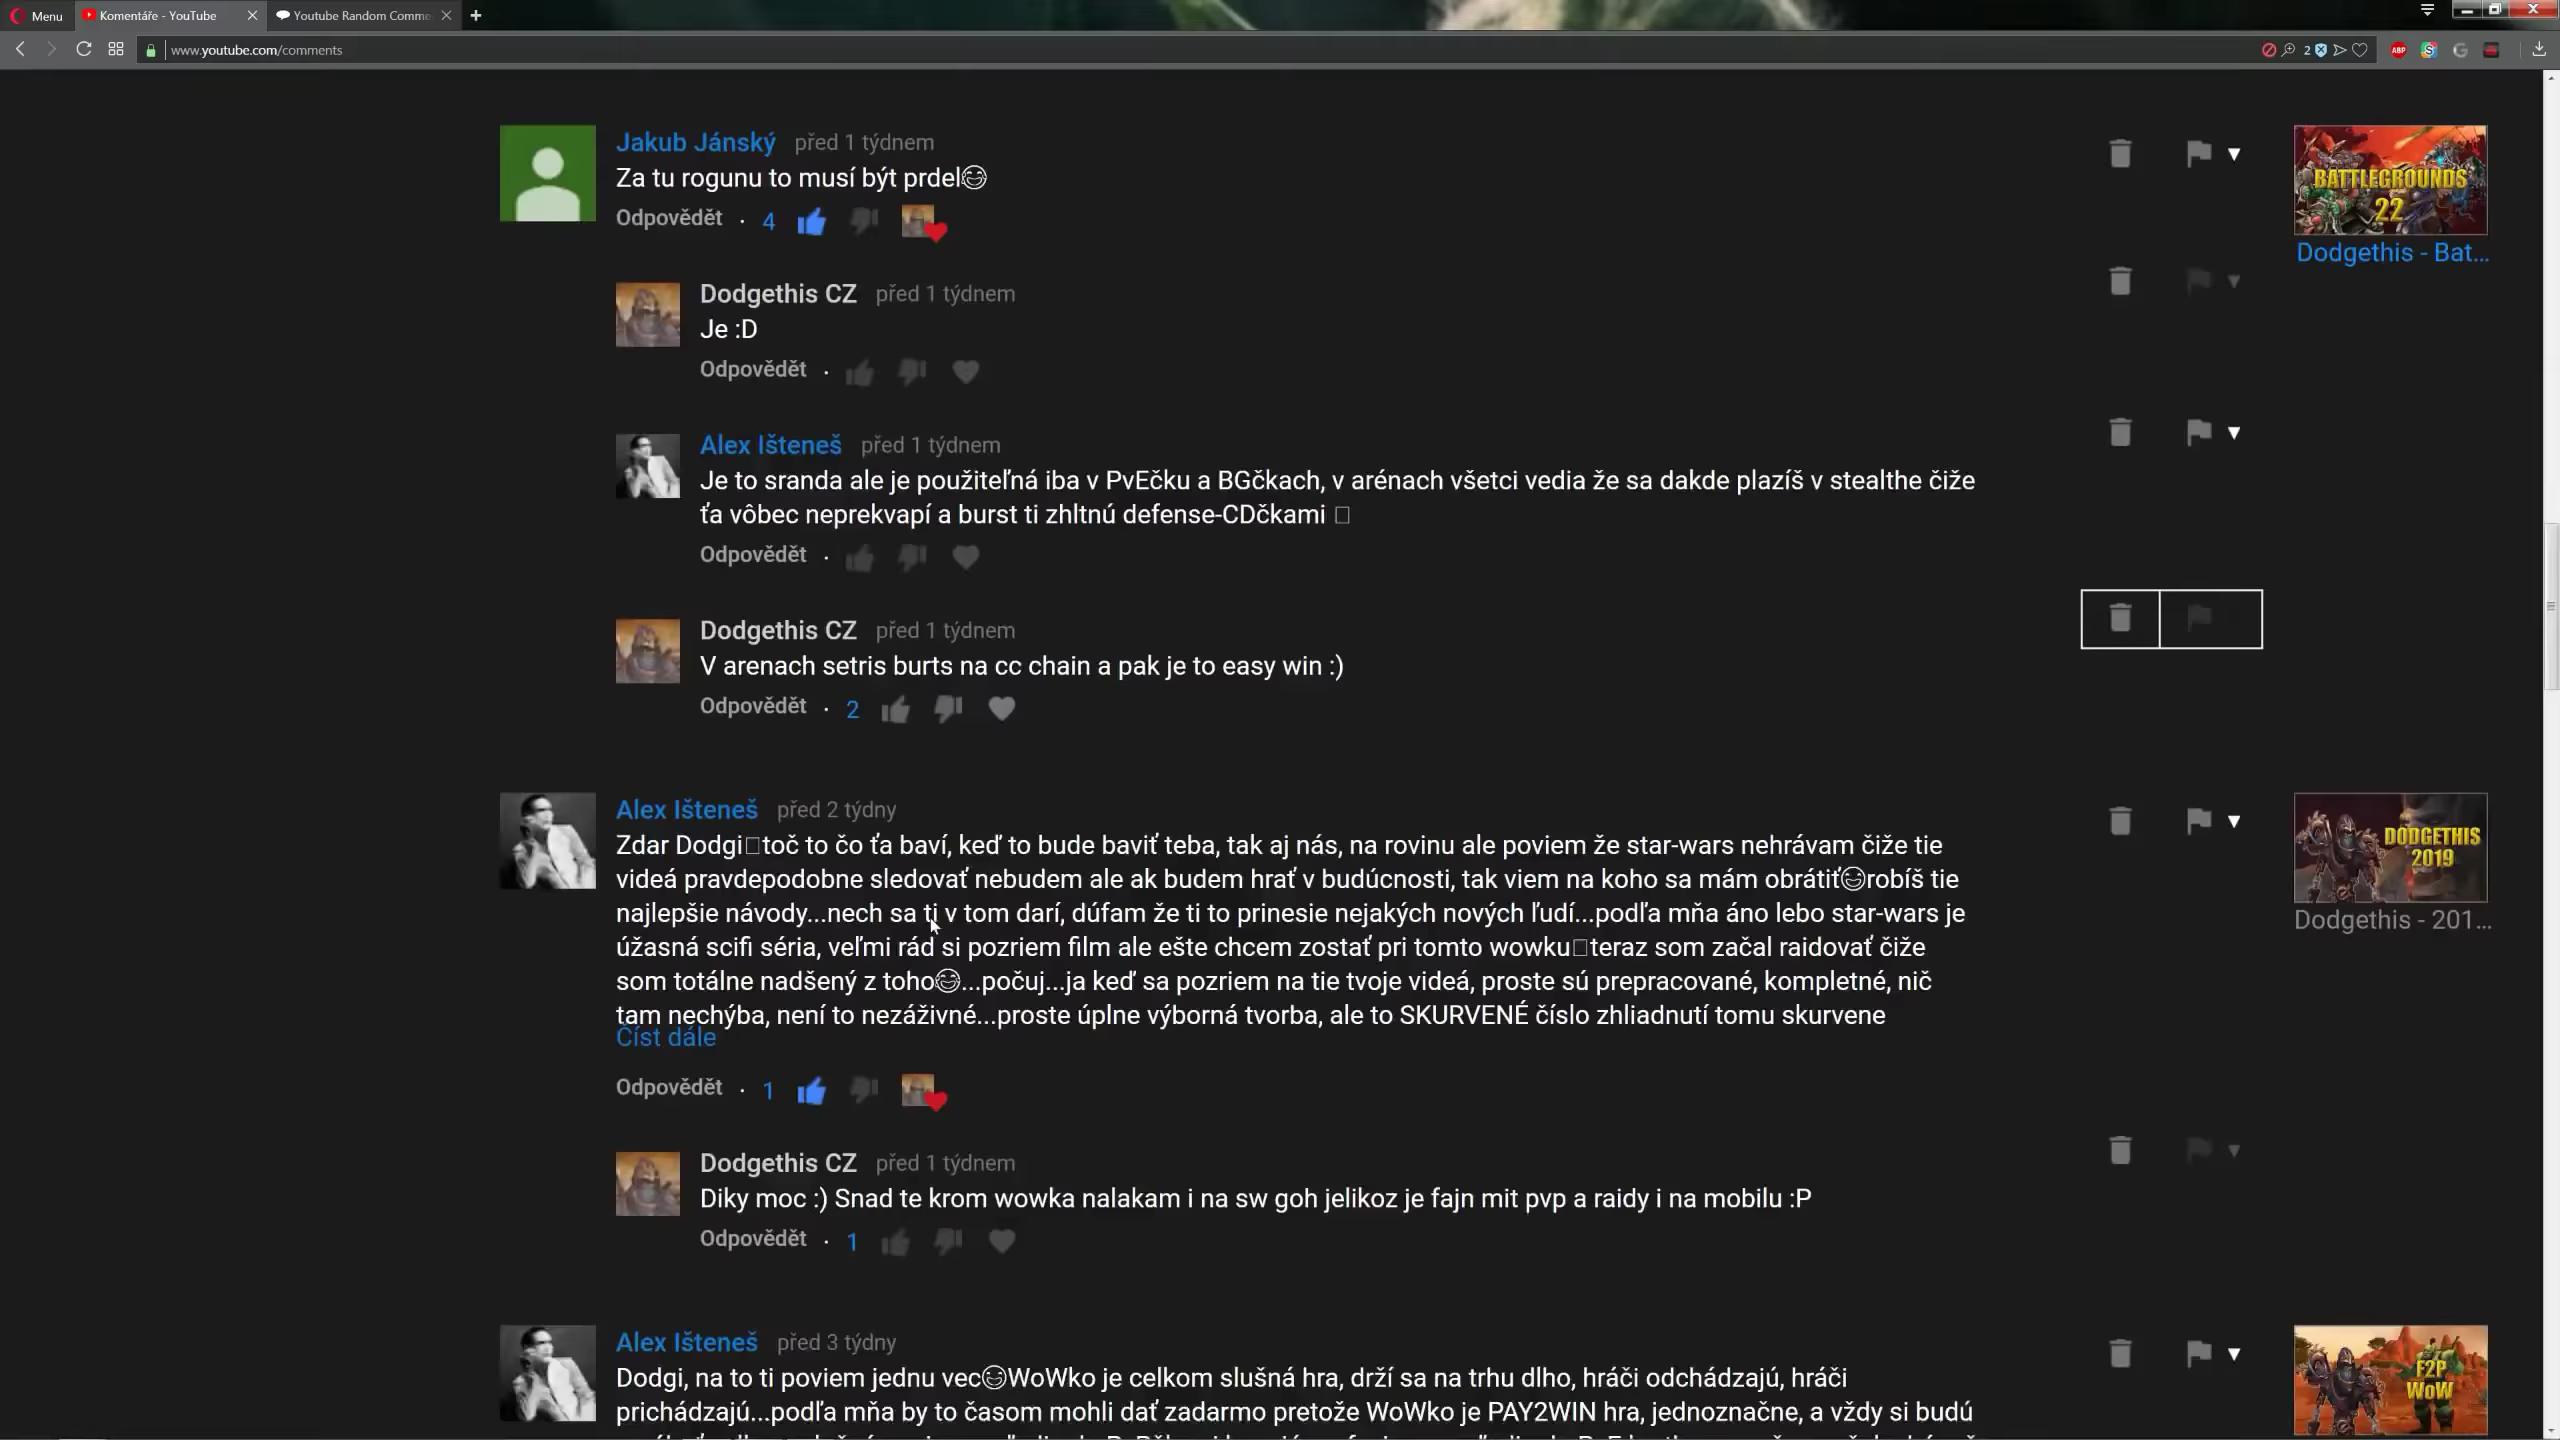 Menu
Komentáře - YouTube
Youtube Random Comme
www.youtube.com/comments
2
ABP
Jakub Jánský před 1 týdnem
Za tu rogunu to musí být prdel😂
Odpovědět · 4
BATTLEGROUNDS
22
Dodgethis - Bat...
Dodgethis CZ před 1 týdnem
Je :D
Odpovědět ·
Alex Išteneš před 1 týdnem
Je to sranda ale je použiteľná iba v PvEčku a BGčkach, v arénach všetci vedia že sa dakde plazíš v stealthe čiže
ťa vôbec neprekvapí a burst ti zhltnú defense-CDčkami □
Odpovědět ·
Dodgethis CZ před 1 týdnem
V arenach setris burts na cc chain a pak je to easy win :)
Odpovědět · 2
Alex Išteneš před 2 týdny
Zdar Dodgi□toč to čo ťa baví, keď to bude baviť teba, tak aj nás, na rovinu ale poviem že star-wars nehrávam čiže tie
videá pravdepodobne sledovať nebudem ale ak budem hrať v budúcnosti, tak viem na koho sa mám obrátiť😁robíš tie
najlepšie návody...nech sa ti v tom darí, dúfam že ti to prinesie nejakých nových ľudí...podľa mňa áno lebo star-wars je
úžasná scifi séria, veľmi rád si pozriem film ale ešte chcem zostať pri tomto wowku□teraz som začal raidovať čiže
som totálne nadšený z toho😂...počuj...ja keď sa pozriem na tie tvoje videá, proste sú prepracované, kompletné, nič
tam nechýba, není to nezáživné...proste úplne výborná tvorba, ale to SKURVENÉ číslo zhliadnutí tomu skurvene
Číst dále
Odpovědět · 1
DODGETHIS
2019
Dodgethis - 201...
Dodgethis CZ před 1 týdnem
Diky moc :) Snad te krom wowka nalakam i na sw goh jelikoz je fajn mit pvp a raidy i na mobilu :P
Odpovědět · 1
Alex Išteneš před 3 týdny
Dodgi, na to ti poviem jednu vec😁WoWko je celkom slušná hra, drží sa na trhu dlho, hráči odchádzajú, hráči
prichádzajú...podľa mňa by to časom mohli dať zadarmo pretože WoWko je PAY2WIN hra, jednoznačne, a vždy si budú
F2P
WoW